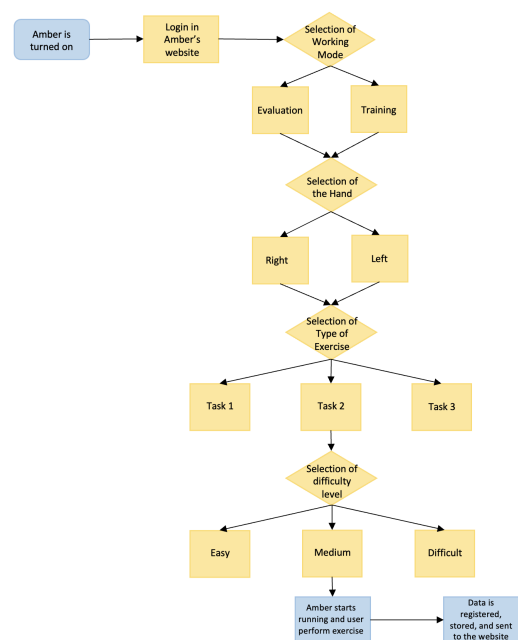 Amber is
turned on
Login in
Amber's
website
Selection of
Working
Mode
Evaluation
Training
Selection of
the Hand
Right
Left
Selection of
Type of
Exercise
Task 1
Task 2
Task 3
Selection of
difficulty
level
Easy
Medium
Difficult
Amber starts
running and user
perform exercise
Data is
registered,
stored, and sent
to the website